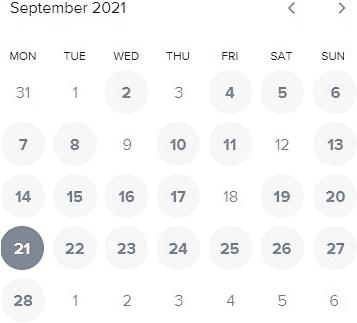 September 2021
MON TUE WED THU FRI SAT SUN
31 1 2 3 4 5 6
7 8 9 10 11 12 13
14 15 16 17 18 19 20
21 22 23 24 25 26 27
28 1 2 3 4 5 6